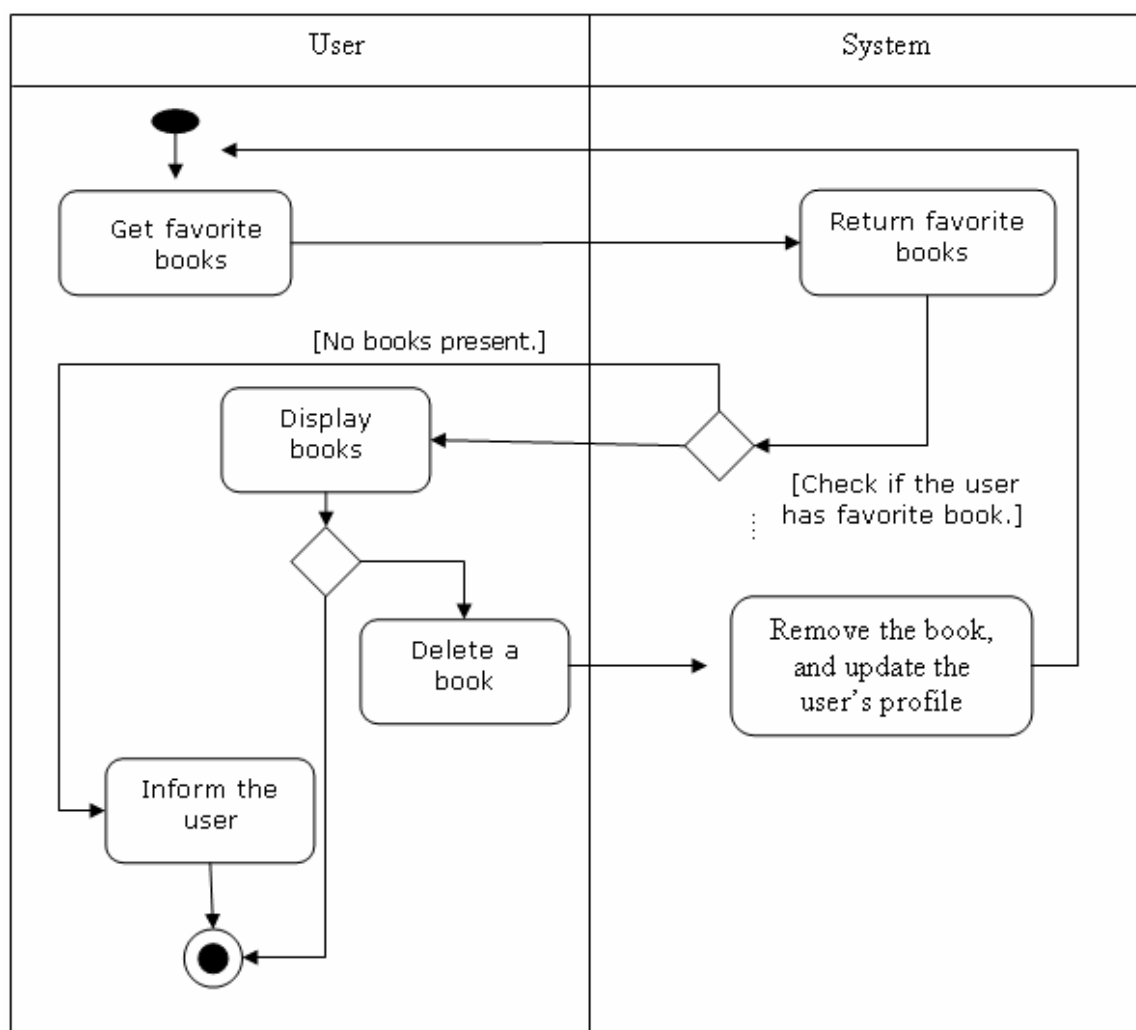 User
System
Get favorite
books
Return favorite
books
[No books present.]
Display
books
[Check if the user
has favorite book.]
Delete a
book
Remove the book,
and update the
user's profile
Inform the
user